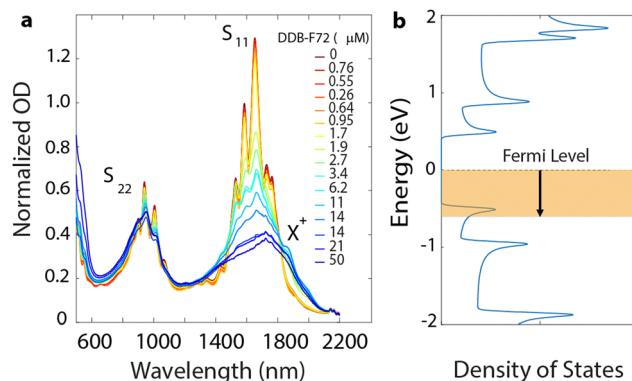 a
b
S11
S22
X+
DDB-F72 ( μM)
0
0.76
0.55
0.26
0.64
0.95
1.7
1.9
2.7
3.4
6.2
11
14
14
21
50
Normalized OD
1.2
1.0
0.8
0.6
0.4
0.2
0
600 1000 1400 1800 2200
Wavelength (nm)
Energy (eV)
2
1
0
-1
-2
Fermi Level
Density of States